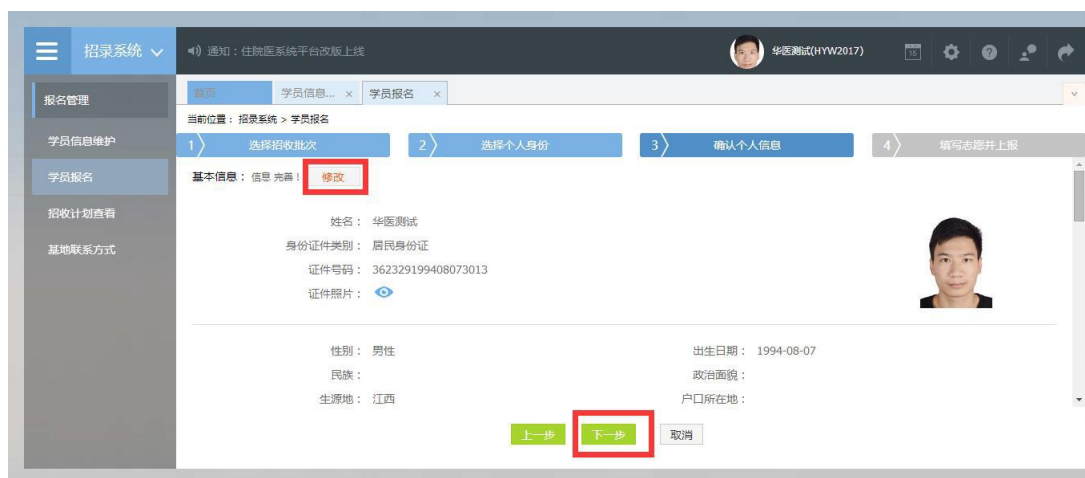 招录系统
通知：住院医系统平台改版上线
华医测试(HYW2017)
15
报名管理
首页 学员信息... × 学员报名 ×
当前位置： 招录系统 > 学员报名
学员信息维护
学员报名
招收计划查看
基地联系方式
1 选择招收批次 2 选择个人身份 3 确认个人信息 4 填写志愿并上报
基本信息： 信息 完善！ 修改
姓名： 华医测试
身份证件类别： 居民身份证
证件号码： 362329199408073013
证件照片：
性别： 男性 出生日期： 1994-08-07
民族： 政治面貌：
生源地： 江西 户口所在地：
上一步 下一步 取消